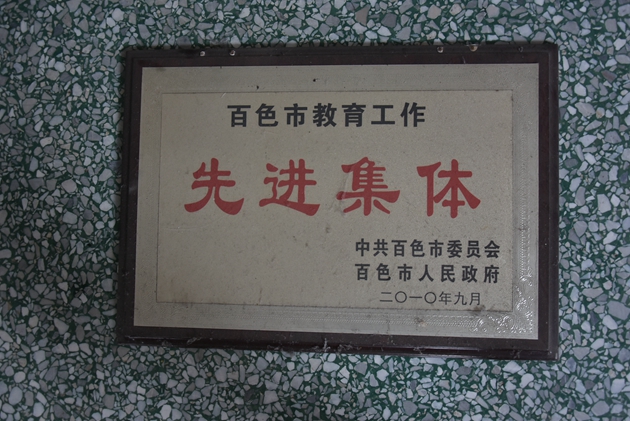 百色市教育工作
先进集体
中共百色市委员会
百色市人民政府
二〇一〇年九月